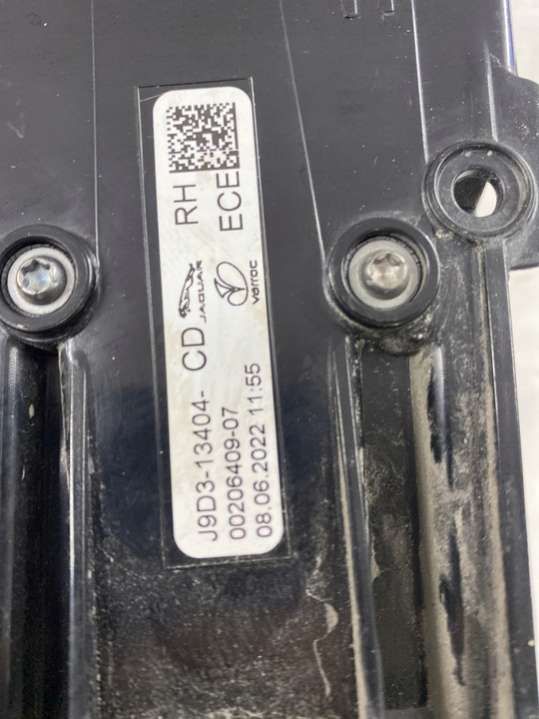 J9D3-13404- CD JAGUAR RH
00206409-07 varroc ECE
08.06.2022 11:55